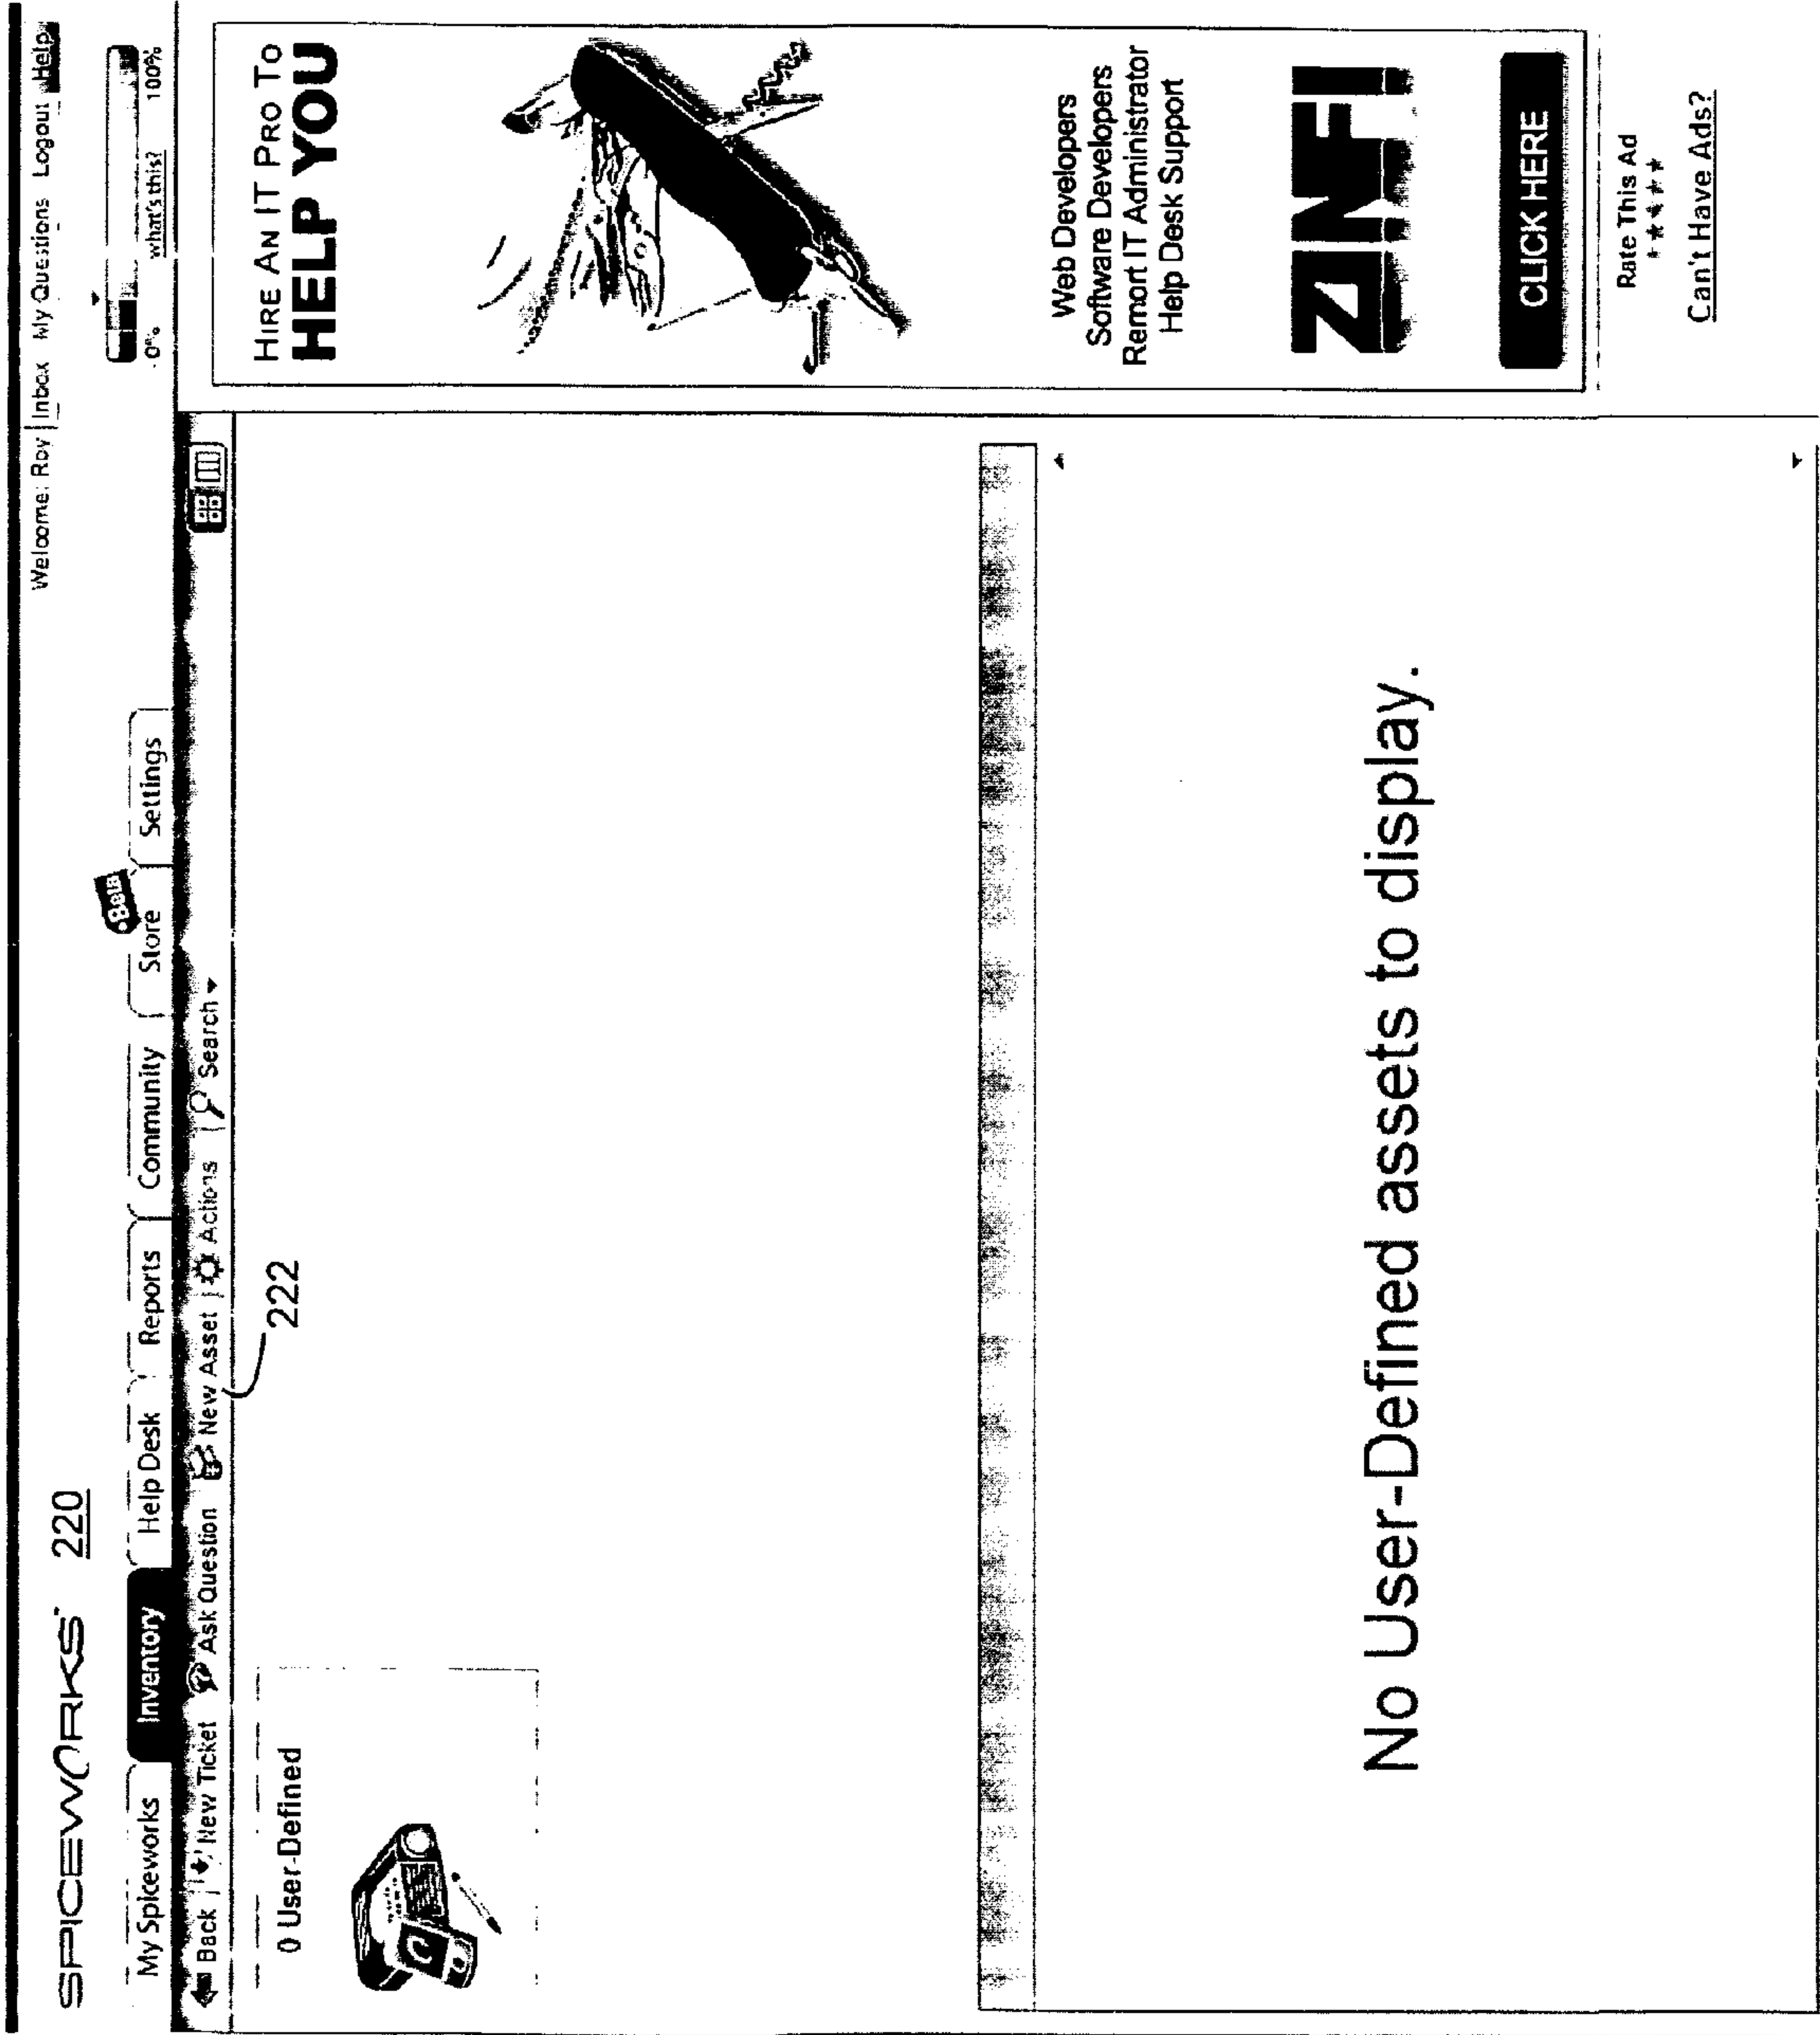 Welcome: Roy | Inbox My Questions Logout Help
SPICEWORKS 220
0% what's this? 100%
Beta
My Spiceworks Inventory Help Desk Reports Community Store Settings
Back New Ticket Ask Question New Asset Actions Search
222
0 User-Defined
No User-Defined assets to display.
HIRE AN IT PRO TO
HELP YOU
Web Developers
Software Developers
Remort IT Administrator
Help Desk Support
CLICK HERE
Rate This Ad
Can't Have Ads?